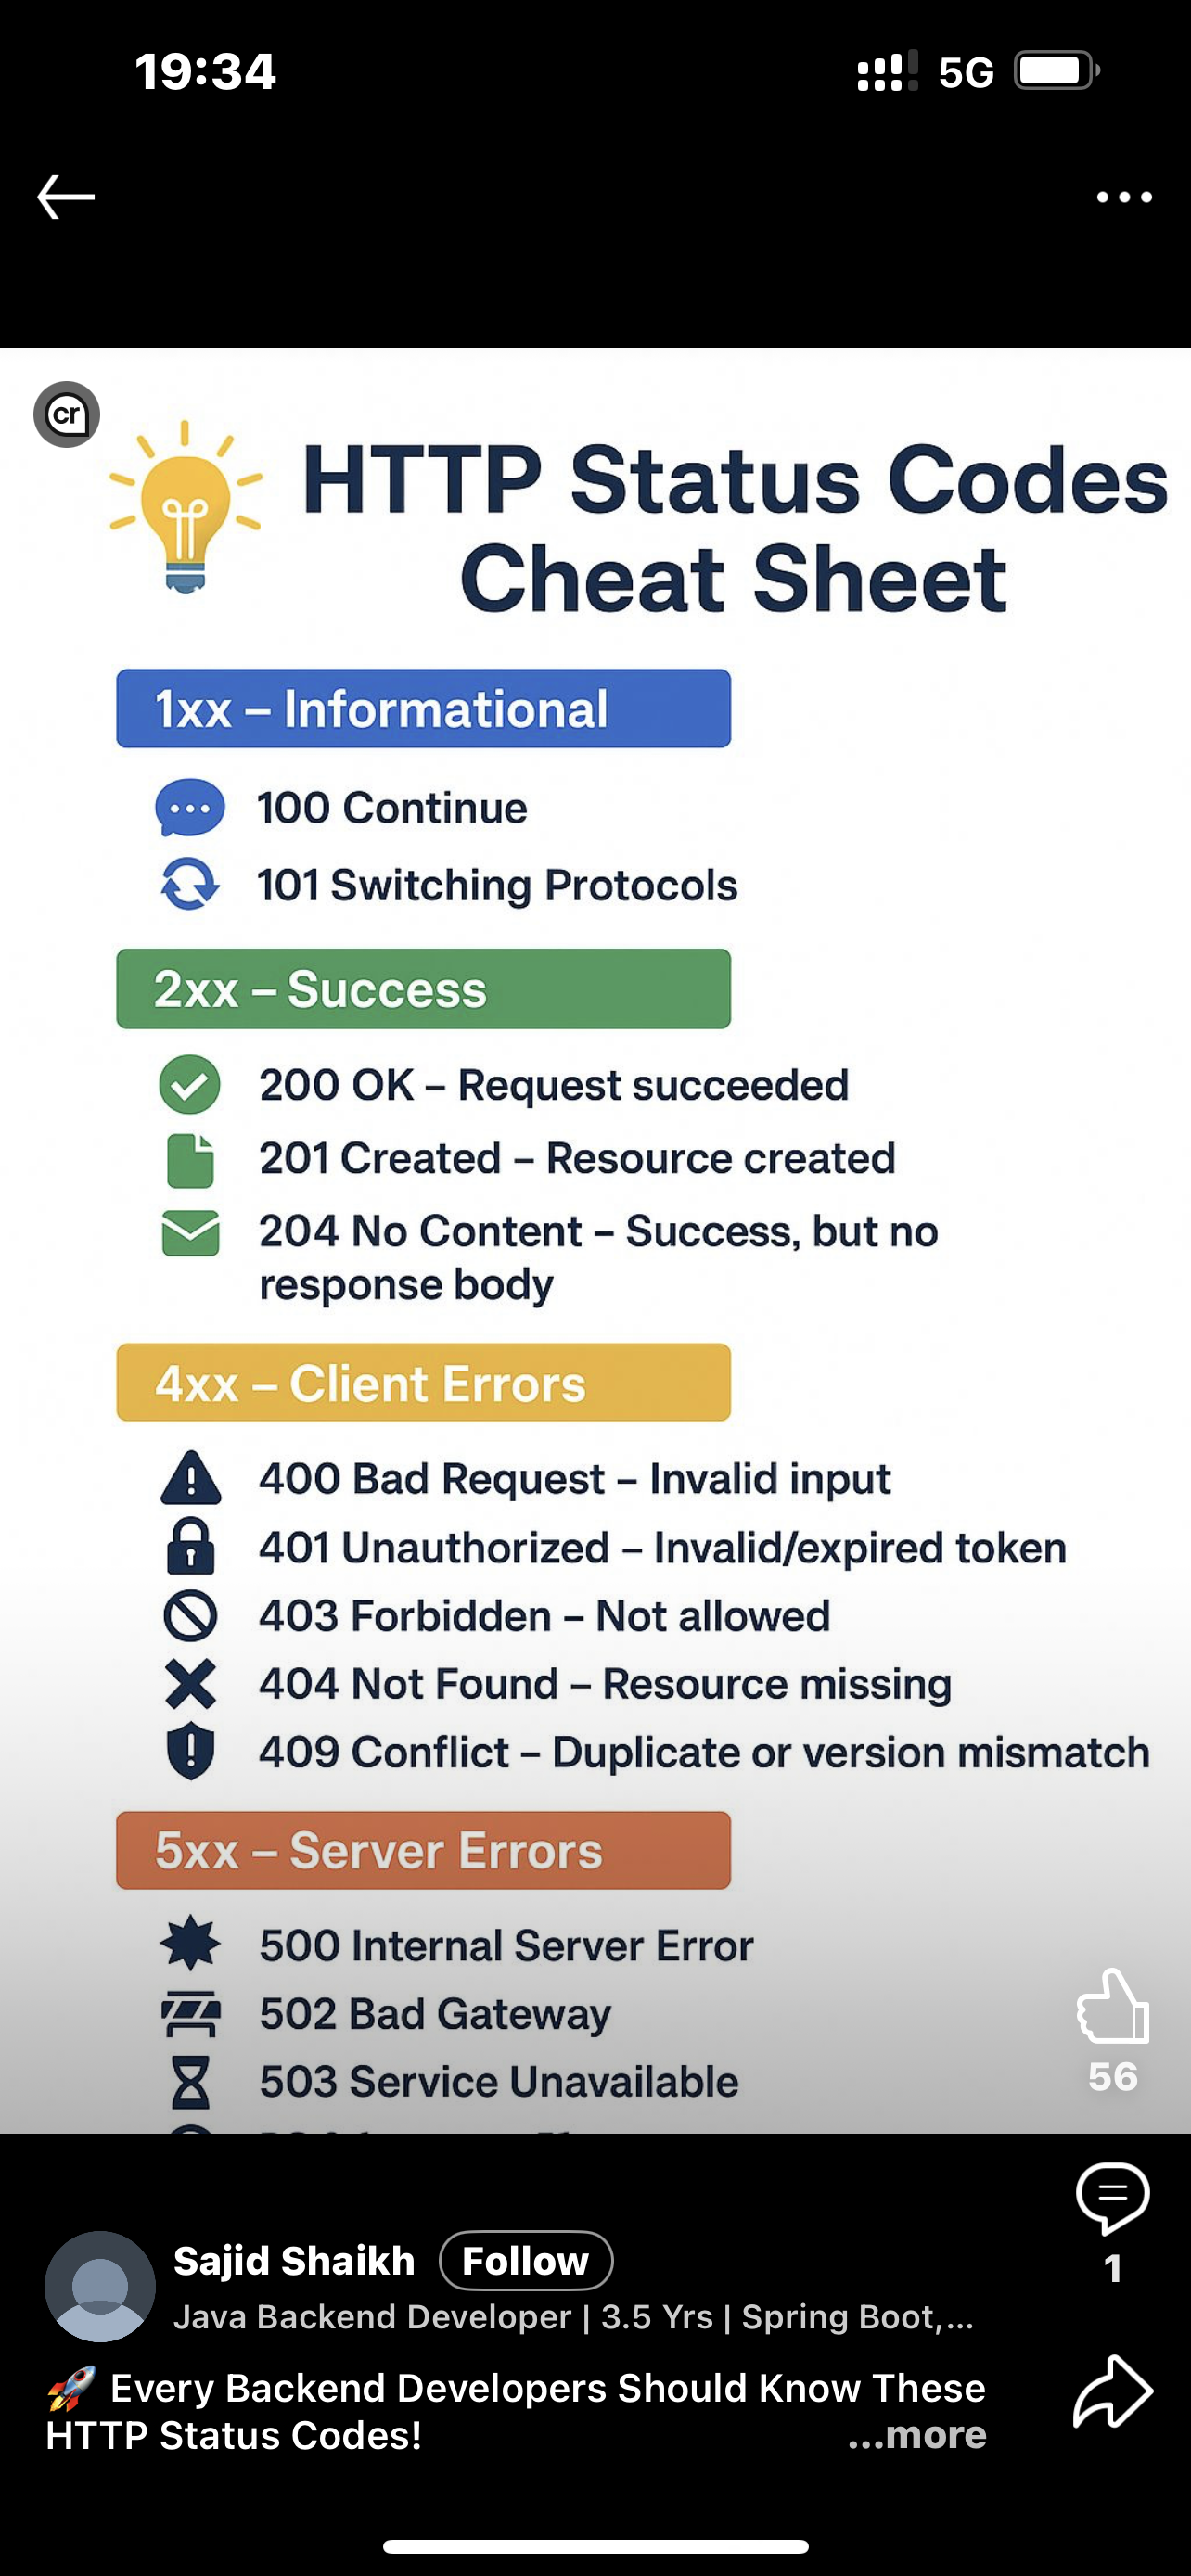 19:34
5G
cr
HTTP Status Codes
Cheat Sheet
1xx – Informational
100 Continue
101 Switching Protocols
2xx – Success
200 OK – Request succeeded
201 Created – Resource created
204 No Content – Success, but no
response body
4xx – Client Errors
400 Bad Request – Invalid input
401 Unauthorized – Invalid/expired token
403 Forbidden – Not allowed
404 Not Found – Resource missing
409 Conflict – Duplicate or version mismatch
5xx – Server Errors
500 Internal Server Error
502 Bad Gateway
503 Service Unavailable
56
1
Sajid Shaikh Follow
Java Backend Developer | 3.5 Yrs | Spring Boot,...
🚀 Every Backend Developers Should Know These
HTTP Status Codes! ...more